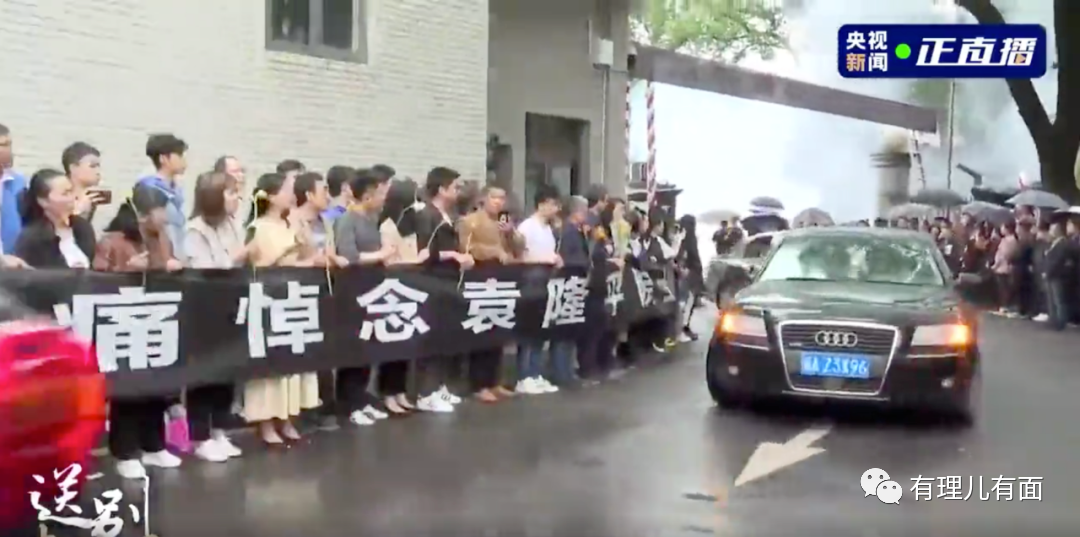 央视新闻 正直播
痛悼念袁隆平
送别
有理儿有面